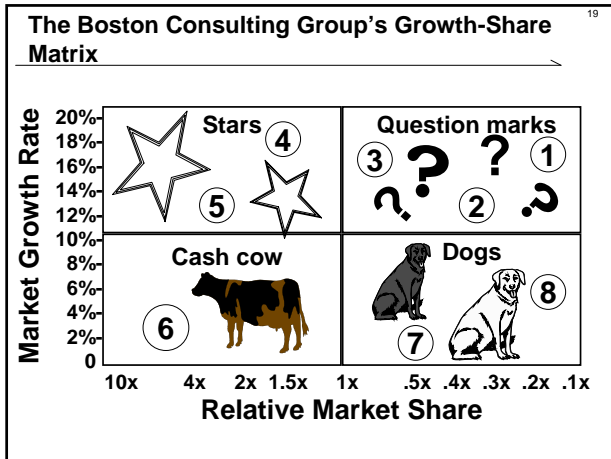 19
The Boston Consulting Group's Growth-Share
Matrix
Market Growth Rate
20%-
18%-
16%-
14%-
12%-
10%-
8%-
6%-
4%-
2%-
0
Stars
4
5
Question marks
3
?
?
1
?
2
?
Cash cow
6
Dogs
8
7
10x 4x 2x 1.5x 1x .5x .4x .3x .2x .1x
Relative Market Share